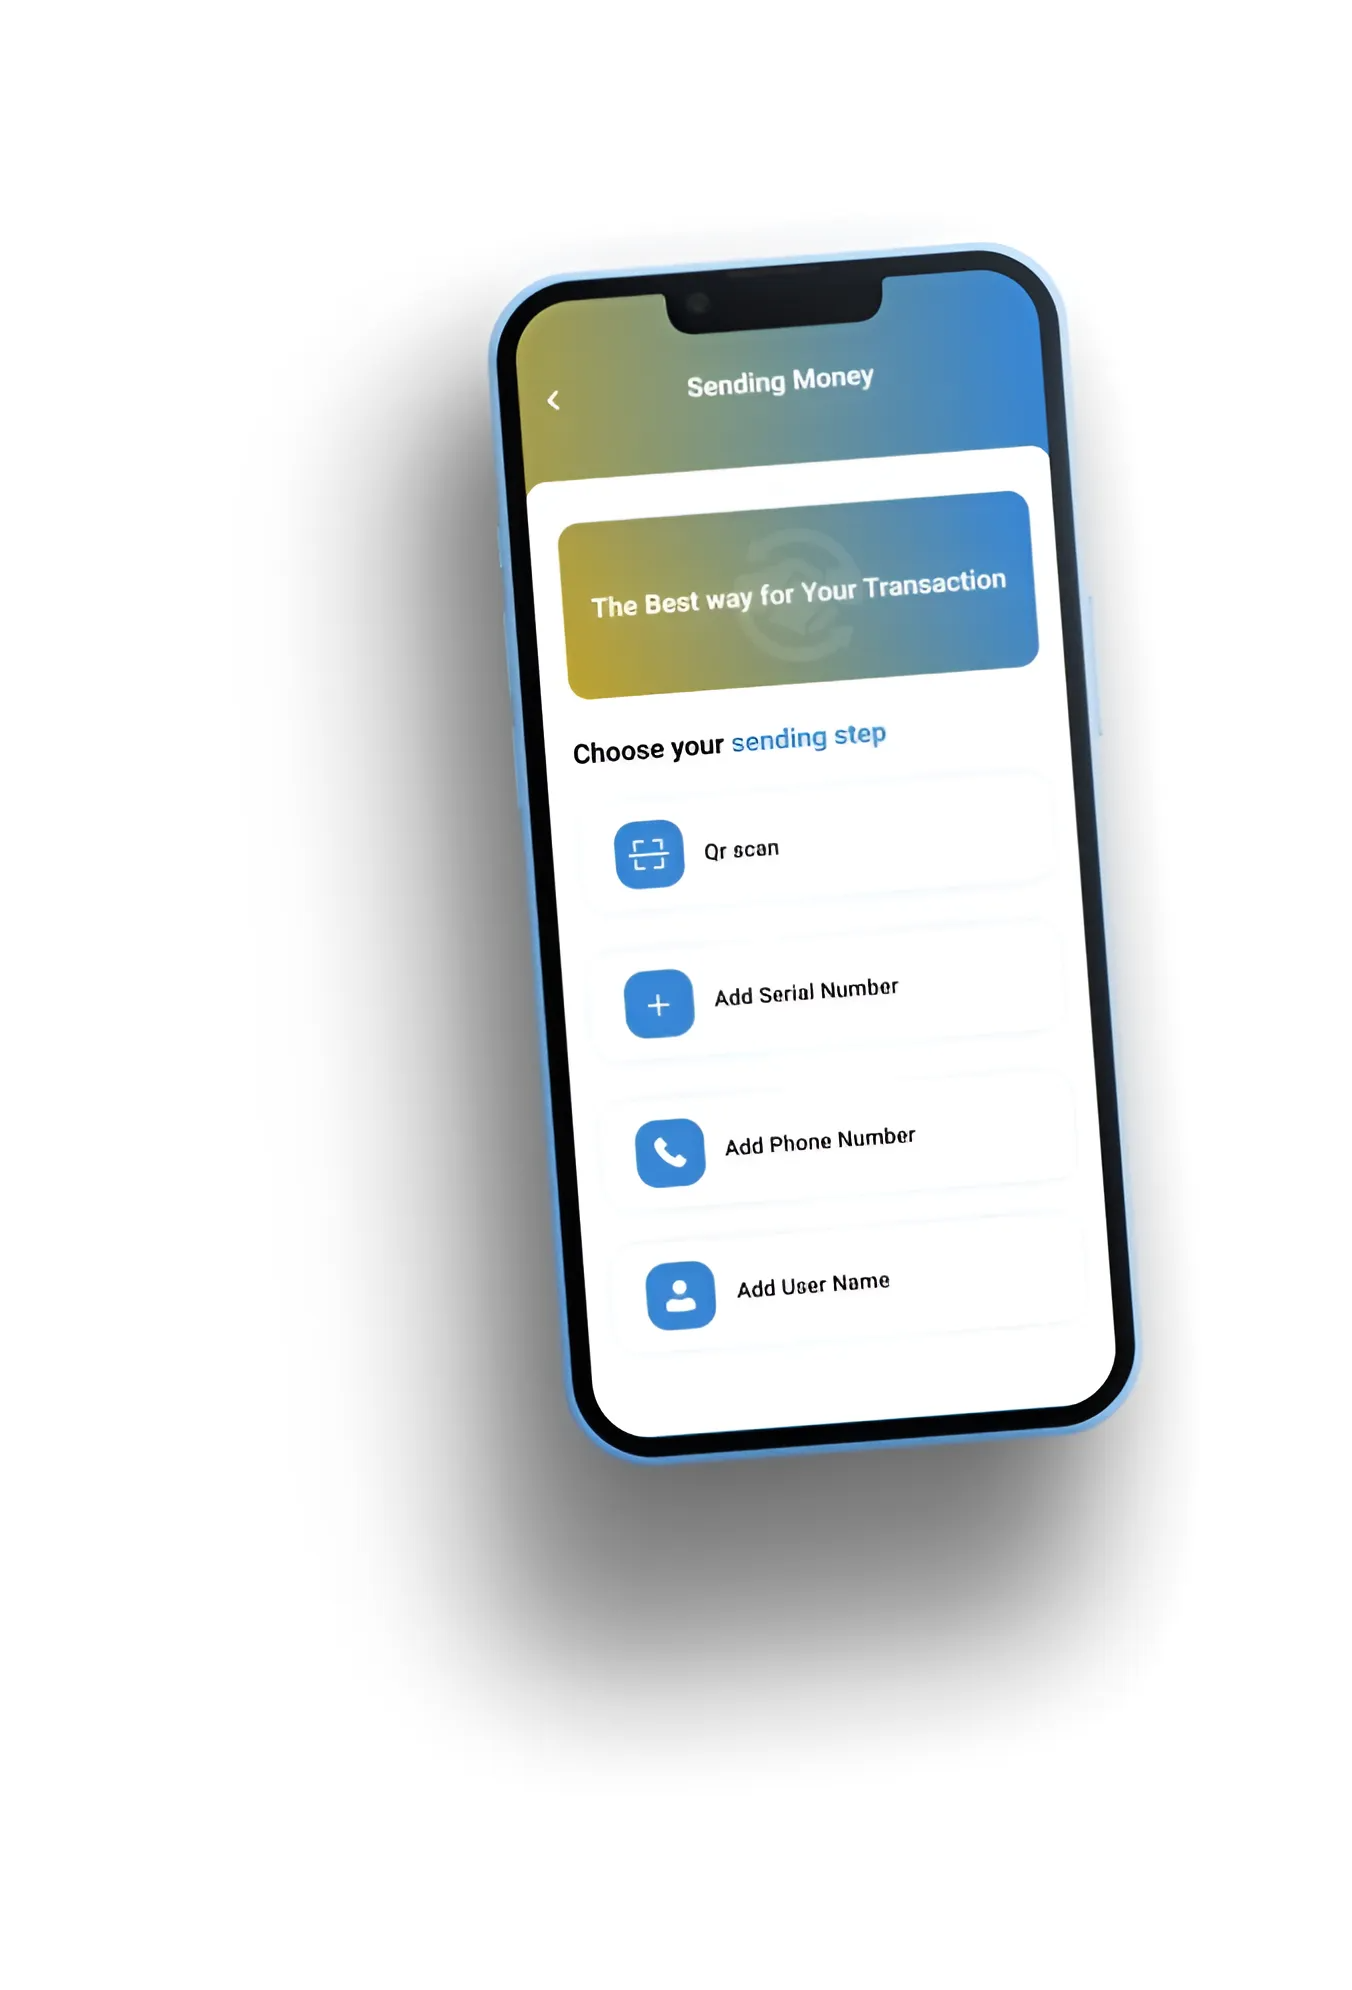 Sending Money
The Best way for Your Transaction
Choose your sending step
Qr scan
Add Serial Number
Add Phone Number
Add User Name